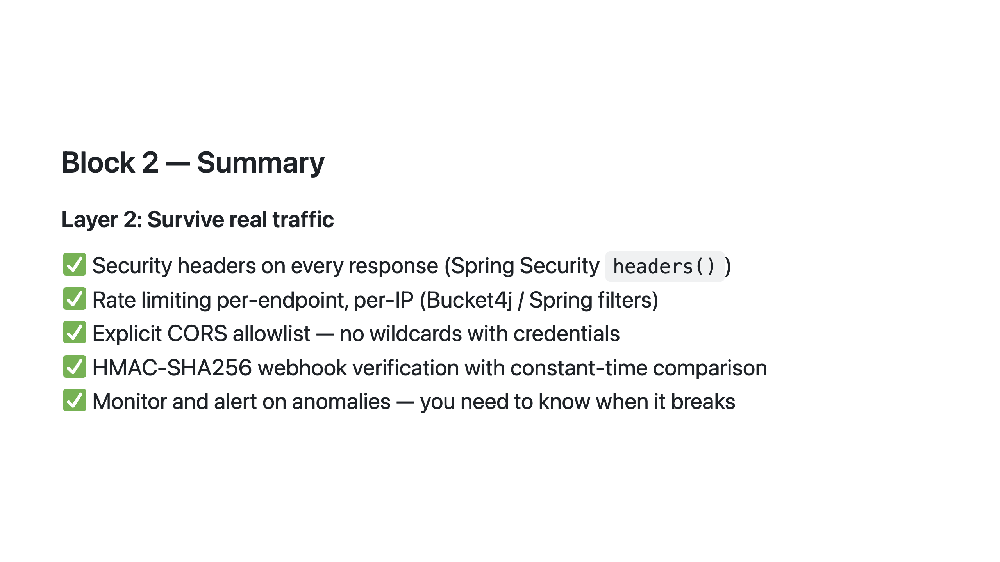 Block 2 — Summary
Layer 2: Survive real traffic
✅ Security headers on every response (Spring Security headers())
✅ Rate limiting per-endpoint, per-IP (Bucket4j / Spring filters)
✅ Explicit CORS allowlist — no wildcards with credentials
✅ HMAC-SHA256 webhook verification with constant-time comparison
✅ Monitor and alert on anomalies — you need to know when it breaks